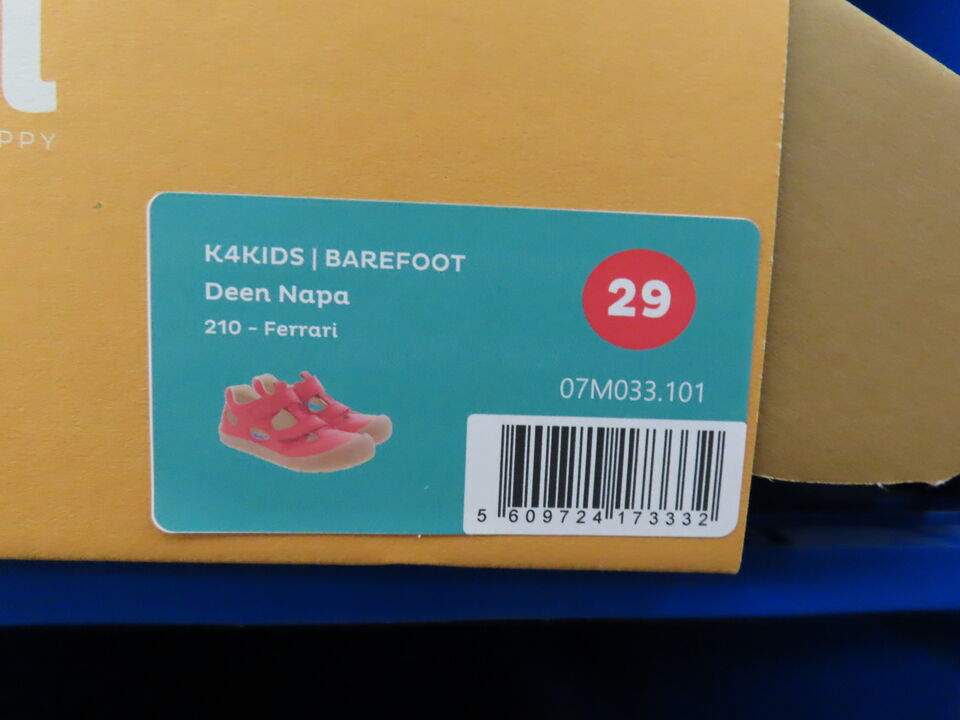 PPY
K4KIDS | BAREFOOT
Deen Napa
210 - Ferrari
29
07M033.101
5 609724 173332